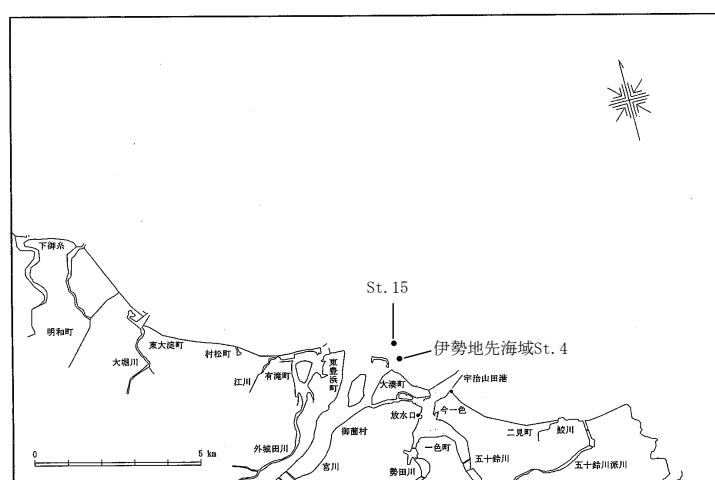 St.15
伊勢地先海域St.4
下御糸
明和町
大堀川
東大淀町
村松町
江川
有滝町
東豊浜町
外城田川
宮川
御薗村
大湊町
放水口
宇治山田港
今一色
一色町
勢田川
五十鈴川
二見町
鮫川
五十鈴川派川
0 5 km